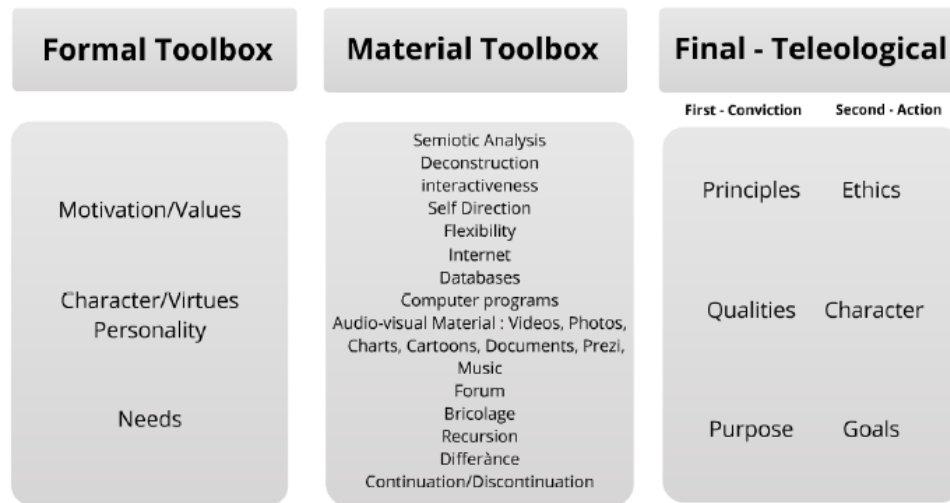 Formal Toolbox
Motivation/Values
Character/Virtues
Personality
Needs
Material Toolbox
Semiotic Analysis
Deconstruction
interactiveness
Self Direction
Flexibility
Internet
Databases
Computer programs
Audio-visual Material : Videos, Photos,
Charts, Cartoons, Documents, Prezi,
Music
Forum
Bricolage
Recursion
Differànce
Continuation/Discontinuation
Final - Teleological
First - Conviction Second - Action
Principles Ethics
Qualities Character
Purpose Goals